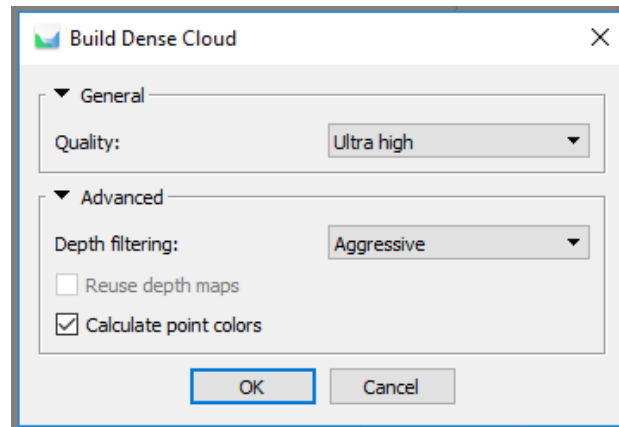 Build Dense Cloud
General
Quality: Ultra high
Advanced
Depth filtering: Aggressive
Reuse depth maps
Calculate point colors
OK Cancel